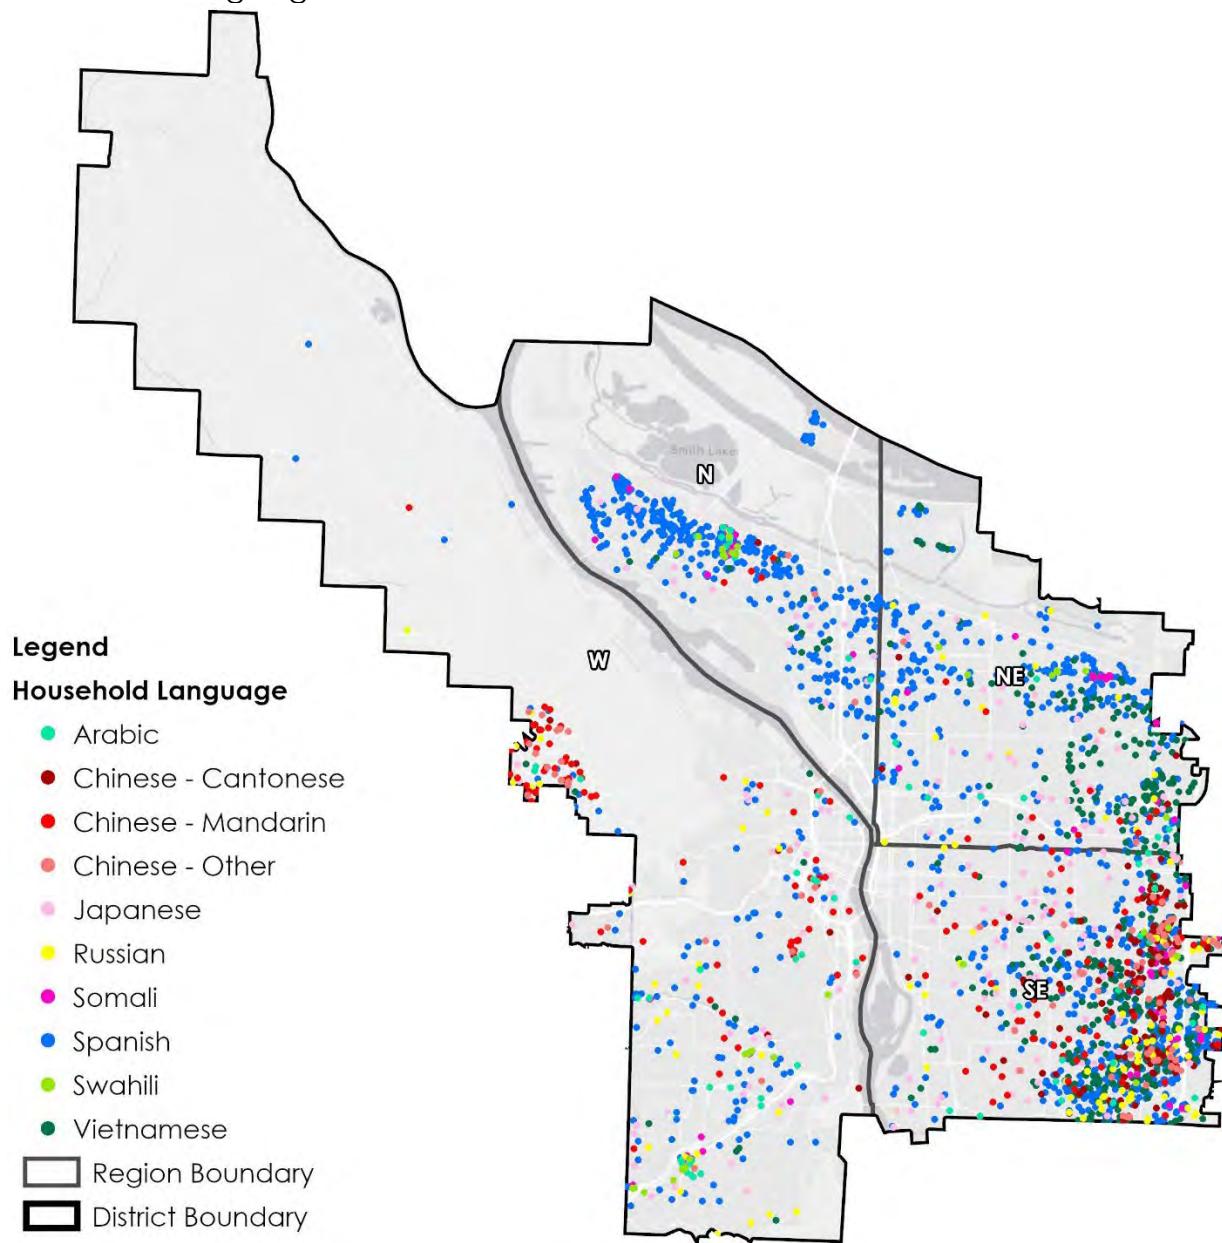 Smith Lake
N
NE
W
SE
Legend
Household Language
Arabic
Chinese - Cantonese
Chinese - Mandarin
Chinese - Other
Japanese
Russian
Somali
Spanish
Swahili
Vietnamese
Region Boundary
District Boundary